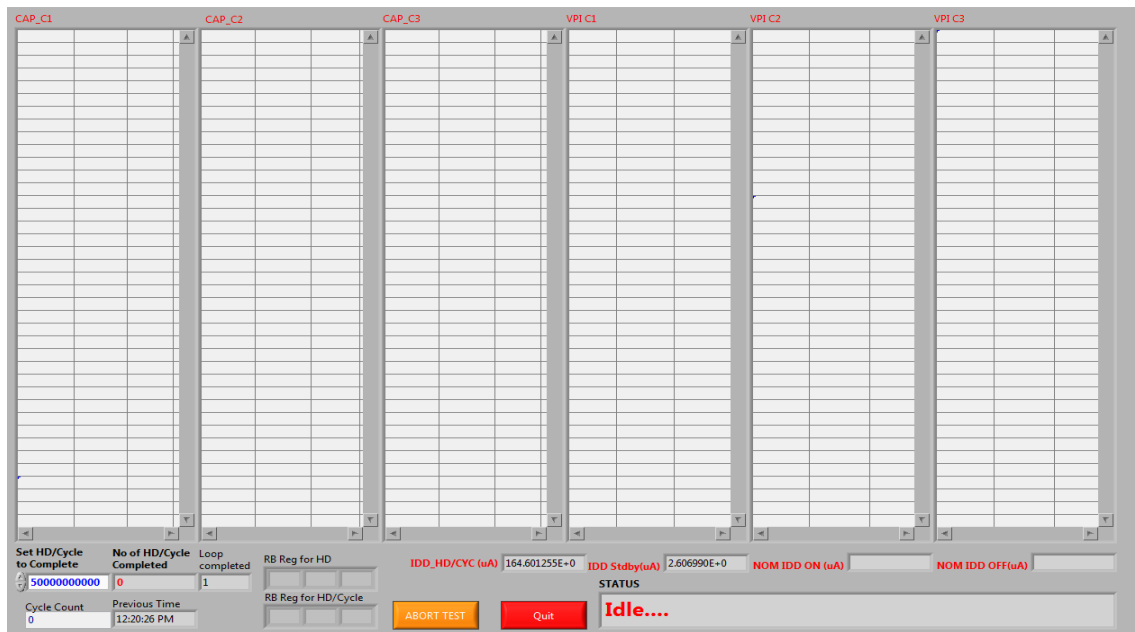 CAP_C1 CAP_C2 CAP_C3 VPI C1 VPI C2 VPI C3
Set HD/Cycle to Complete
50000000000
No of HD/Cycle Completed
0
Loop completed
1
RB Reg for HD
IDD_HD/CYC (uA) 164.601255E+0
IDD Stdby(uA) 2.606990E+0
NOM IDD ON (uA)
NOM IDD OFF(uA)
Cycle Count
0
Previous Time
12:20:26 PM
RB Reg for HD/Cycle
ABORT TEST
Quit
STATUS
Idle....